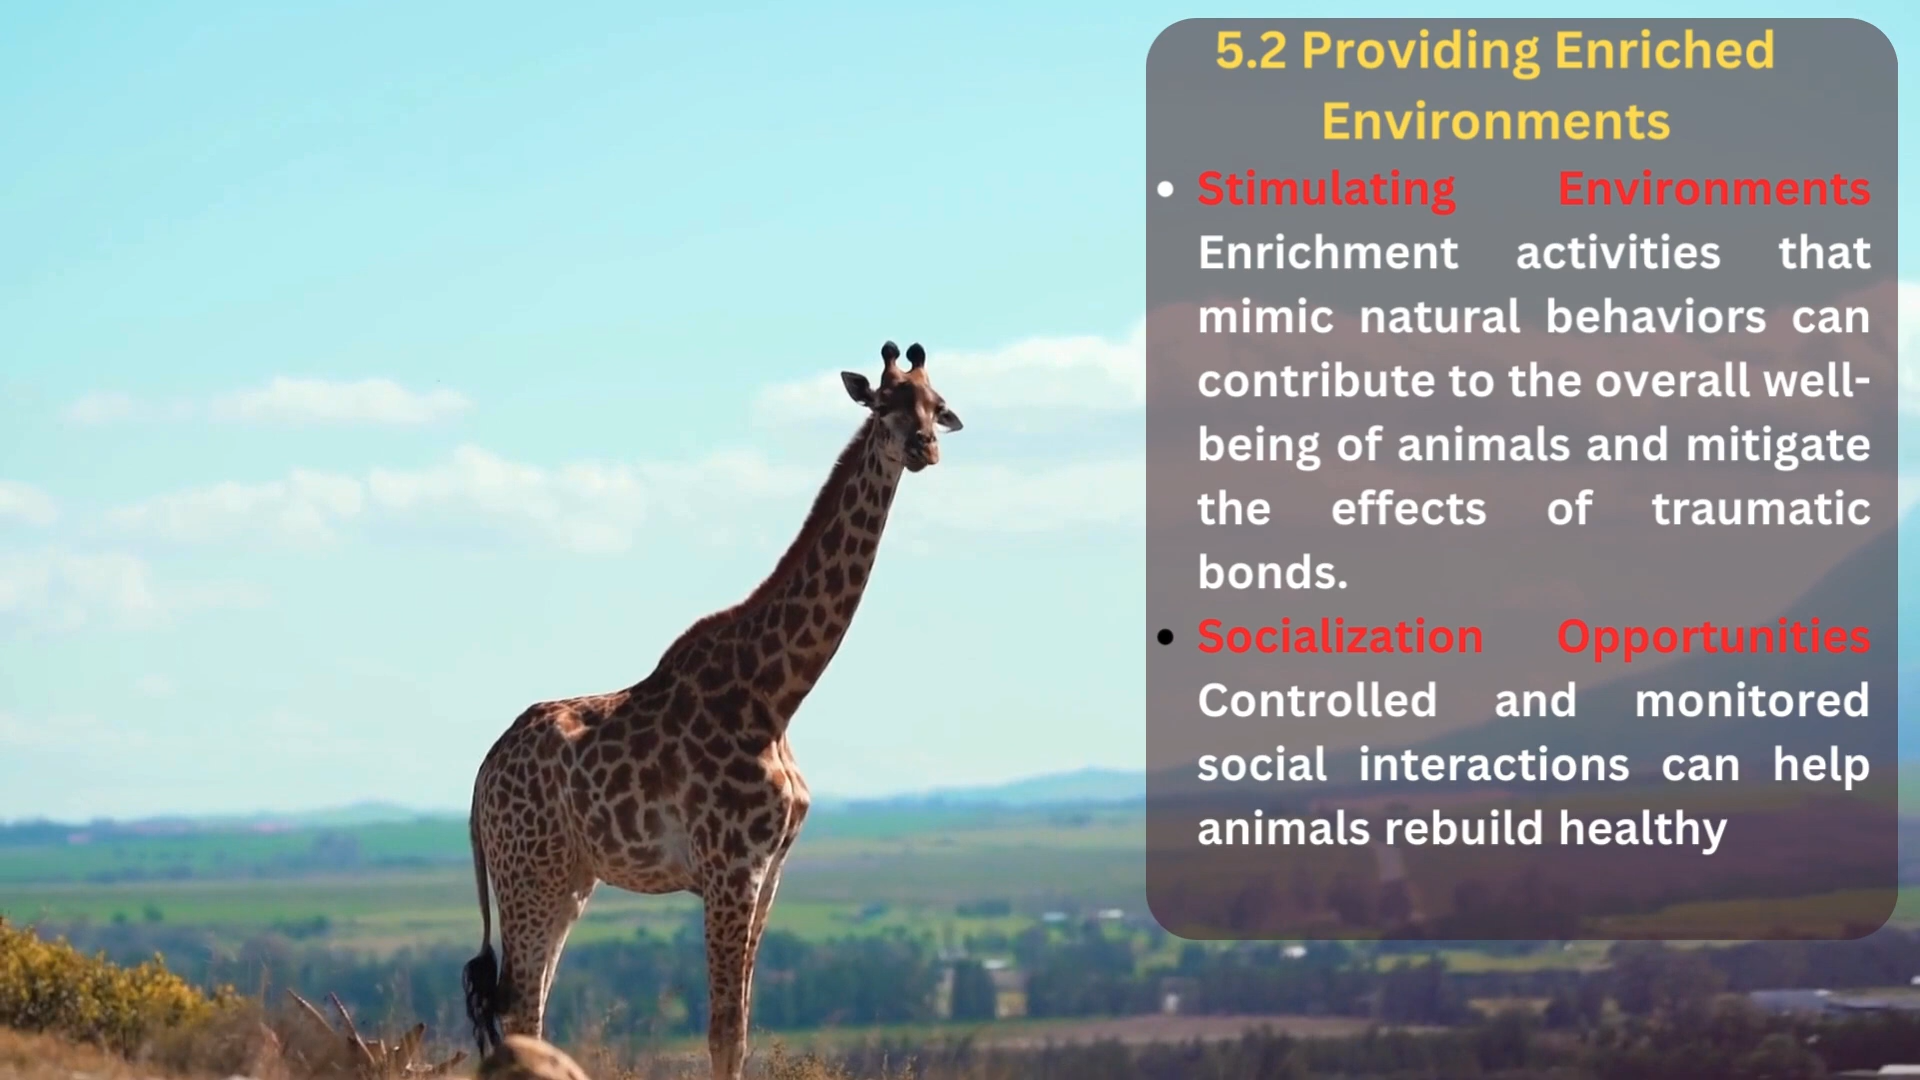 5.2 Providing Enriched
Environments
• Stimulating Environments
Enrichment activities that
mimic natural behaviors can
contribute to the overall well-
being of animals and mitigate
the effects of traumatic
bonds.
• Socialization Opportunities
Controlled and monitored
social interactions can help
animals rebuild healthy